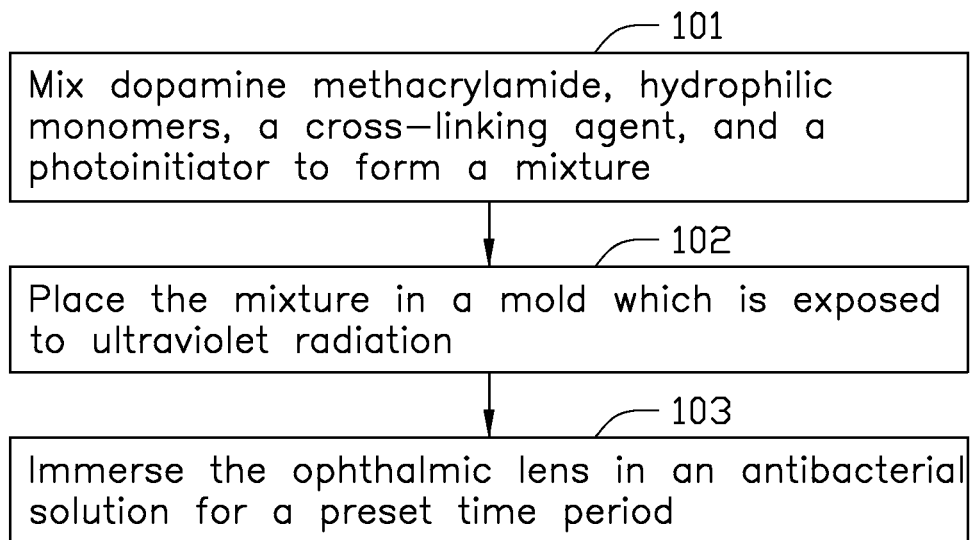 101
Mix dopamine methacrylamide, hydrophilic
monomers, a cross-linking agent, and a
photoinitiator to form a mixture
102
Place the mixture in a mold which is exposed
to ultraviolet radiation
103
Immerse the ophthalmic lens in an antibacterial
solution for a preset time period